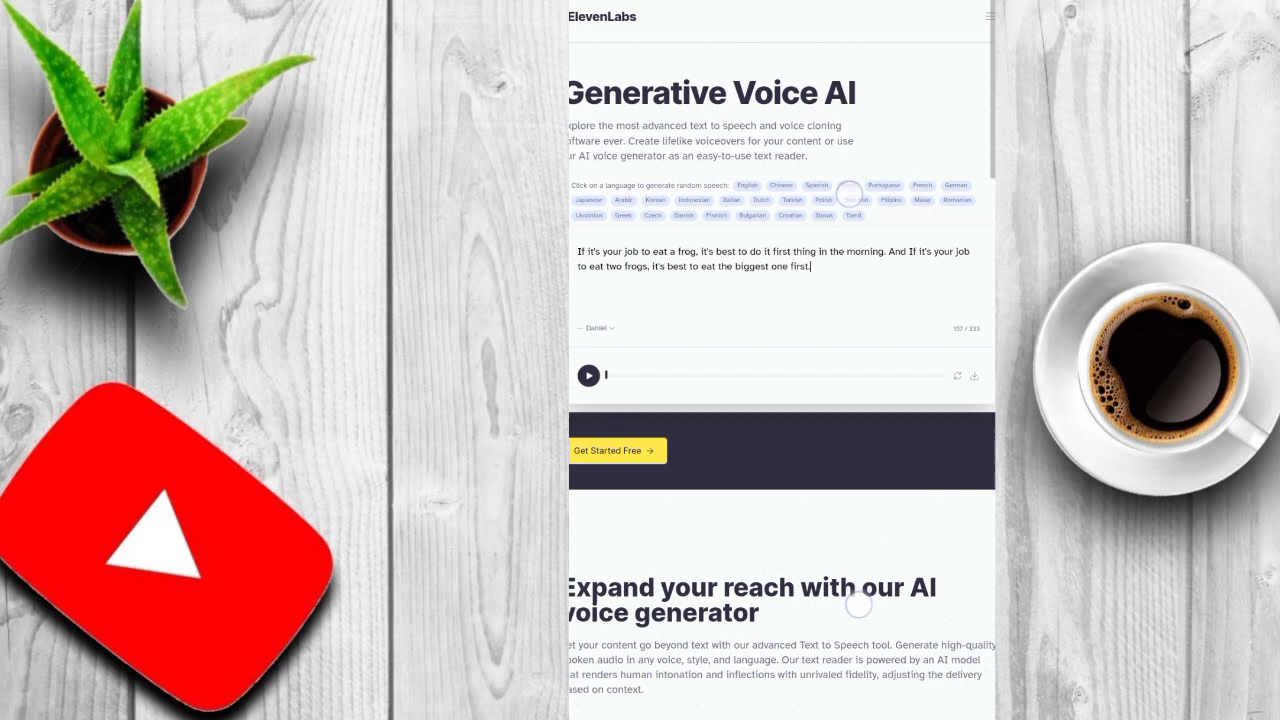 ElevenLabs
Generative Voice AI
xplore the most advanced text to speech and voice cloning
oftware ever. Create lifelike voiceovers for your content or use
ur AI voice generator as an easy-to-use text reader.
Click on a language to generate random speech: English Chinese Spanish Portuguese French German
Japanese Arabic Korean Indonesian Italian Dutch Turkish Polish Filipino Malay Romanian
Ukrainian Greek Czech Danish Finnish Bulgarian Croatian Slovak Tamil
If it's your job to eat a frog, it's best to do it first thing in the morning. And If it's your job
to eat two frogs, it's best to eat the biggest one first.
— Daniel
157 / 333
Get Started Free →
Expand your reach with our AI
voice generator
et your content go beyond text with our advanced Text to Speech tool. Generate high-quality
poken audio in any voice, style, and language. Our text reader is powered by an AI model
at renders human intonation and inflections with unrivaled fidelity, adjusting the delivery
ased on context.